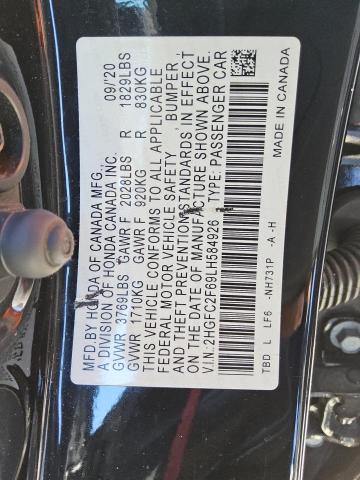 MFD. BY HONDA OF CANADA MFG.,
A DIVISION OF HONDA CANADA INC. 09/20
GVWR 3769LBS GAWR F 2028LBS R 1829LBS
GVWR 1710KG GAWR F 920KG R 830KG
THIS VEHICLE CONFORMS TO ALL APPLICABLE
FEDERAL MOTOR VEHICLE SAFETY , BUMPER,
AND THEFT PREVENTION STANDARDS IN EFFECT
ON THE DATE OF MANUFACTURE SHOWN ABOVE.
V.I.N.: 2HGFC2F69LH584926 TYPE: PASSENGER CAR
TBD L LF6 -NH731P -A -H MADE IN CANADA